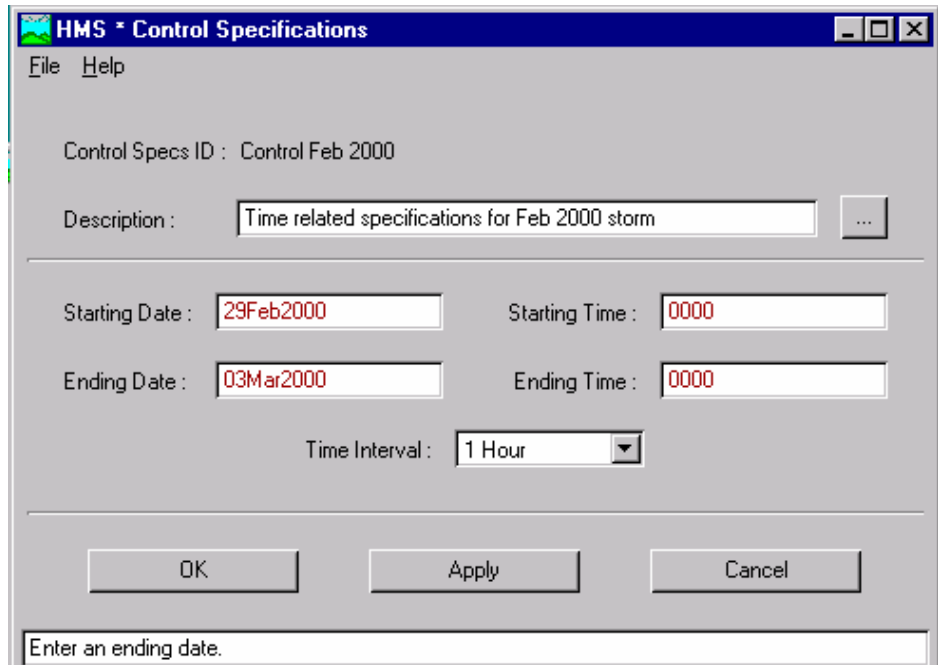 HMS * Control Specifications
File Help
Control Specs ID : Control Feb 2000
Description : Time related specifications for Feb 2000 storm ...
Starting Date : 29Feb2000 Starting Time : 0000
Ending Date : 03Mar2000 Ending Time : 0000
Time Interval : 1 Hour
OK Apply Cancel
Enter an ending date.